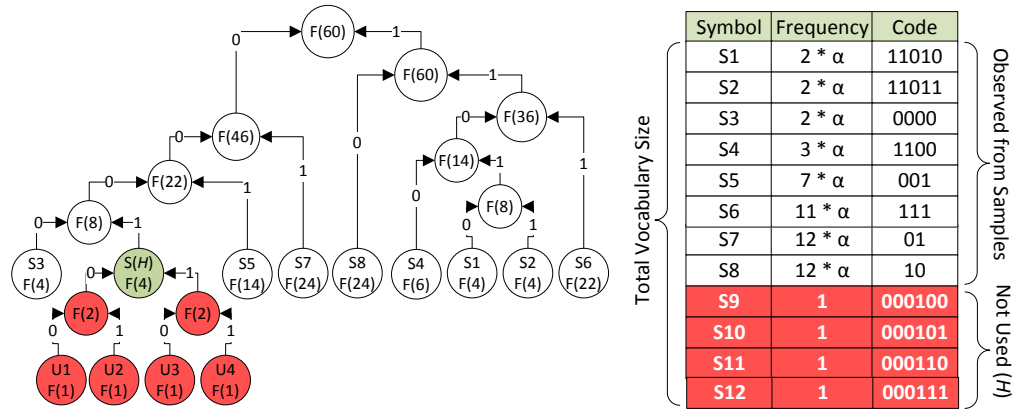 F(60)
0
1
F(60)
0
1
F(46)
F(36)
0
1
0
1
F(22)
F(14)
0
1
0
1
F(8)
F(8)
0
1
0
1
S3
F(4)
S(H)
F(4)
S5
F(14)
S7
F(24)
S8
F(24)
S4
F(6)
S1
F(4)
S2
F(4)
S6
F(22)
0
1
F(2)
F(2)
0
1
0
1
U1
F(1)
U2
F(1)
U3
F(1)
U4
F(1)
Total Vocabulary Size
Symbol Frequency Code
S1 2 * α 11010
S2 2 * α 11011
S3 2 * α 0000
S4 3 * α 1100
S5 7 * α 001
S6 11 * α 111
S7 12 * α 01
S8 12 * α 10
S9 1 000100
S10 1 000101
S11 1 000110
S12 1 000111
Observed from Samples
Not Used (H)